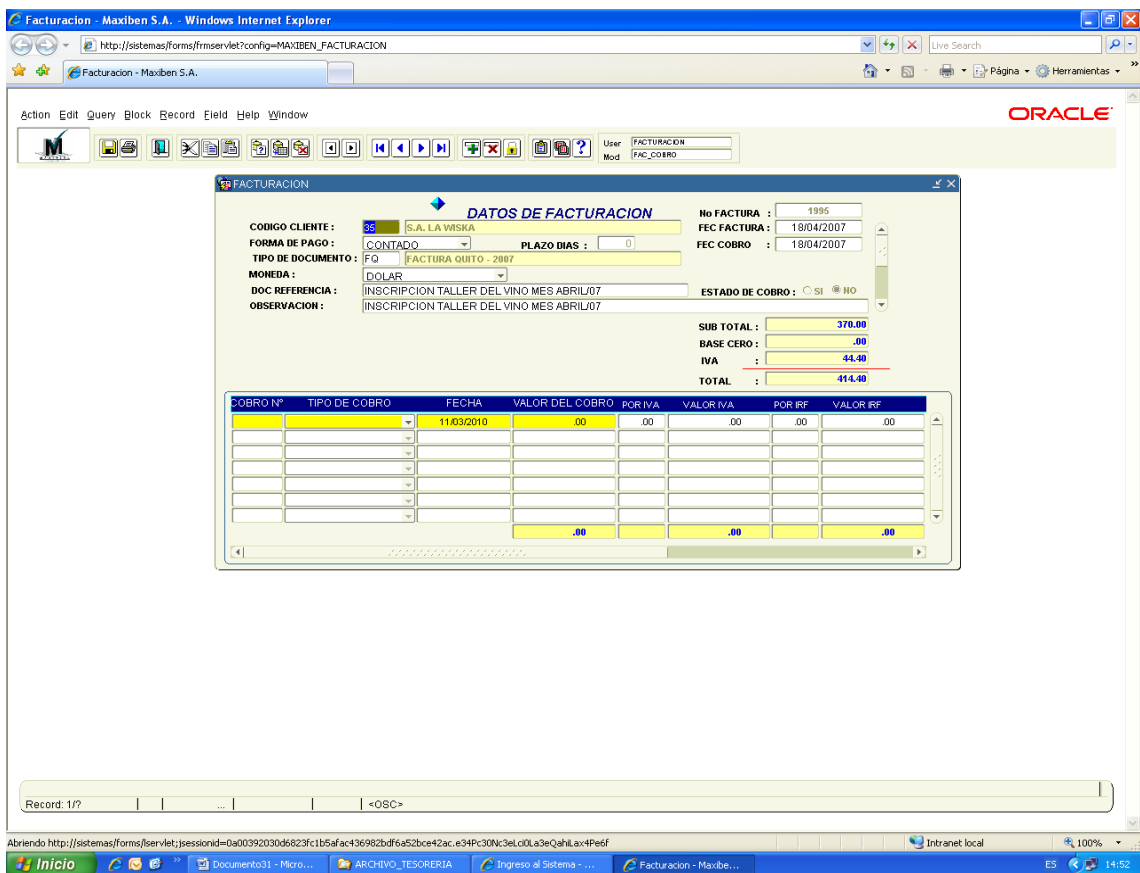 Facturacion - Maxiben S.A. - Windows Internet Explorer
http://sistemas/forms/frmservlet?config=MAXIBEN_FACTURACION
Live Search
Facturacion - Maxiben S.A.
Página
Herramientas
Action Edit Query Block Record Field Help Window
ORACLE
M
User FACTURACION
Mod FAC_COBRO
FACTURACION
DATOS DE FACTURACION
No FACTURA : 1995
CODIGO CLIENTE : 35 S.A. LA WISKA
FEC FACTURA : 18/04/2007
FORMA DE PAGO : CONTADO PLAZO DIAS : 0
FEC COBRO : 18/04/2007
TIPO DE DOCUMENTO : FQ FACTURA QUITO - 2007
MONEDA : DOLAR
DOC REFERENCIA : INSCRIPCION TALLER DEL VINO MES ABRIL/07
ESTADO DE COBRO : SI NO
OBSERVACION : INSCRIPCION TALLER DEL VINO MES ABRIL/07
SUB TOTAL : 370.00
BASE CERO : .00
IVA : 44.40
TOTAL : 414.40
COBRO Nº TIPO DE COBRO FECHA VALOR DEL COBRO POR IVA VALOR IVA POR IRF VALOR IRF
11/03/2010 .00 .00 .00 .00 .00
.00 .00 .00
Record: 1/? ... <OSC>
Abriendo http://sistemas/forms/lservlet;jsessionid=0a00392030d6823fc1b5afac436982bdf6a52bce42ac.e34Pc30Nc3eLci0La3eQahiLax4Pe6f
Intranet local
100%
Inicio
Documento31 - Micro...
ARCHIVO_TESORERIA
Ingreso al Sistema - ...
Facturacion - Maxibe...
ES
14:52